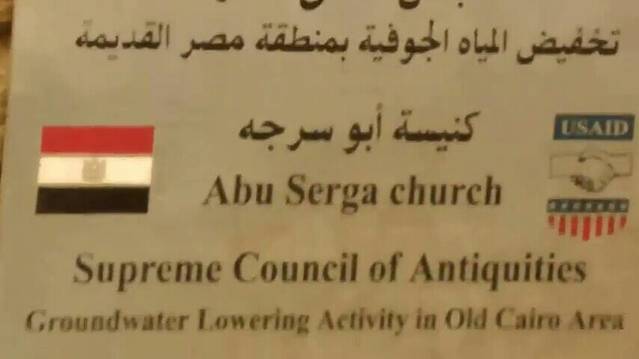 تخفيض المياه الجوفية بمنطقة مصر القديمة
كنيسة أبو سرجه
USAID
Abu Serga church
Supreme Council of Antiquities
Groundwater Lowering Activity in Old Cairo Area